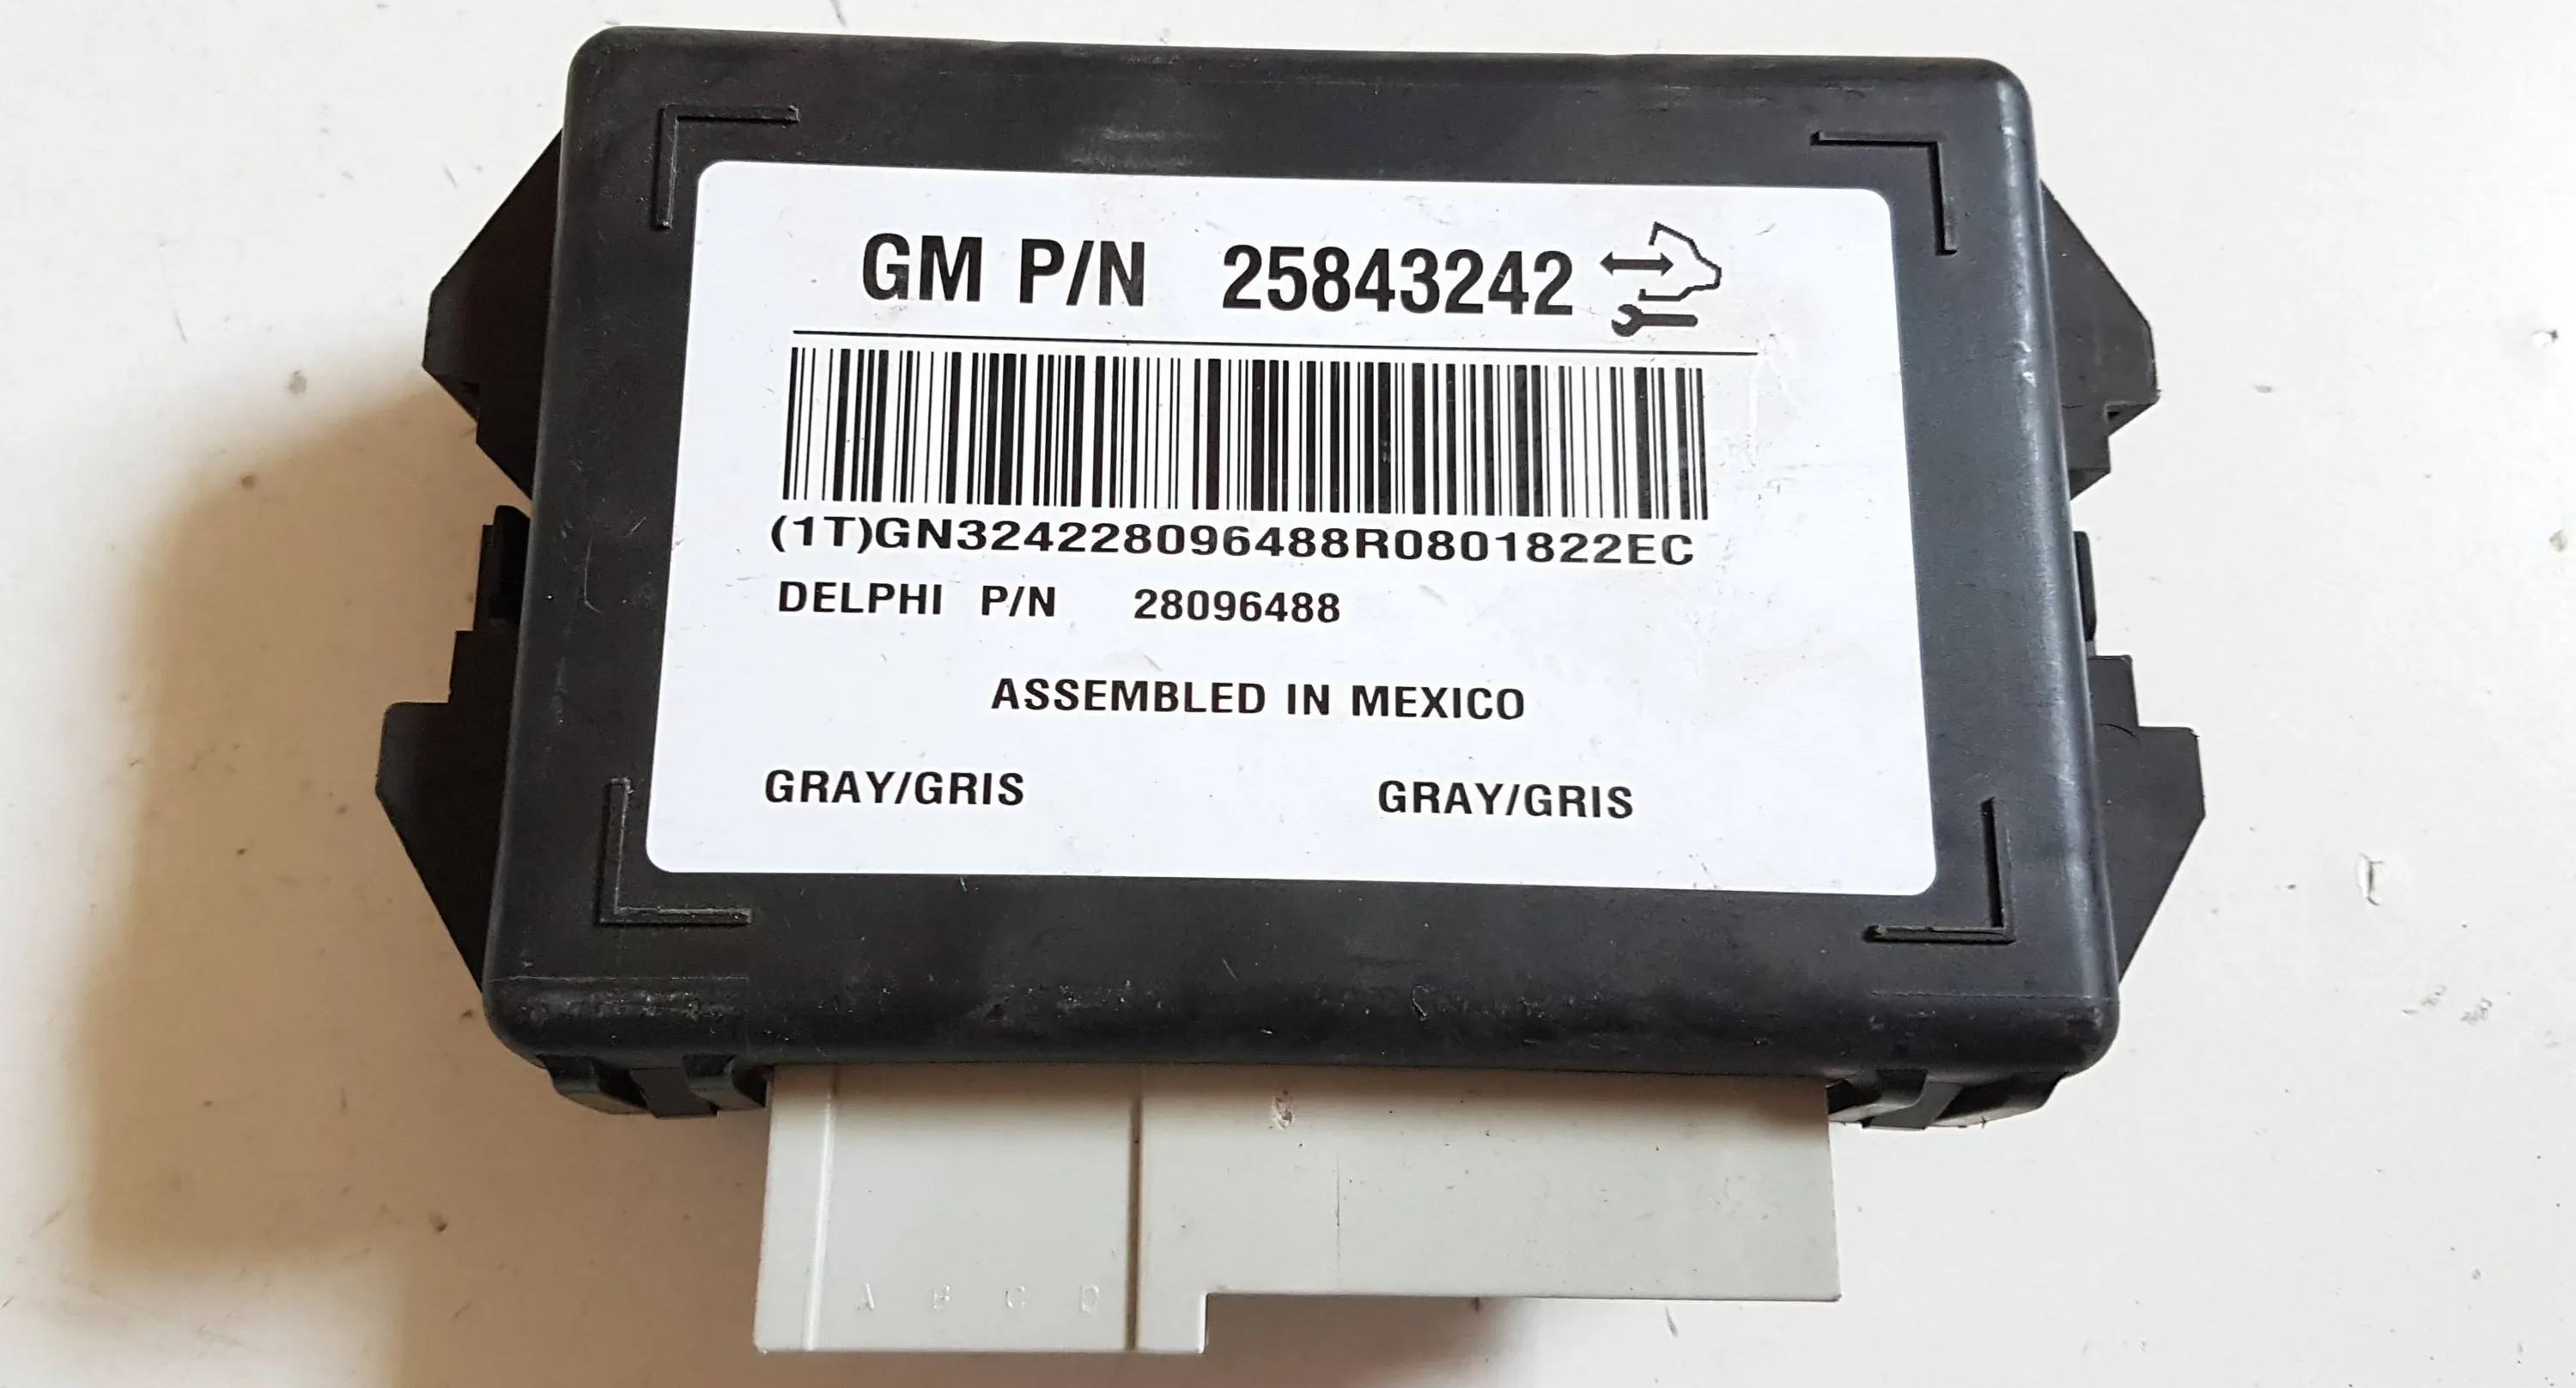 GM P/N 25843242
(1T)GN324228096488R0801822EC
DELPHI P/N 28096488
ASSEMBLED IN MEXICO
GRAY/GRIS GRAY/GRIS
A B C D